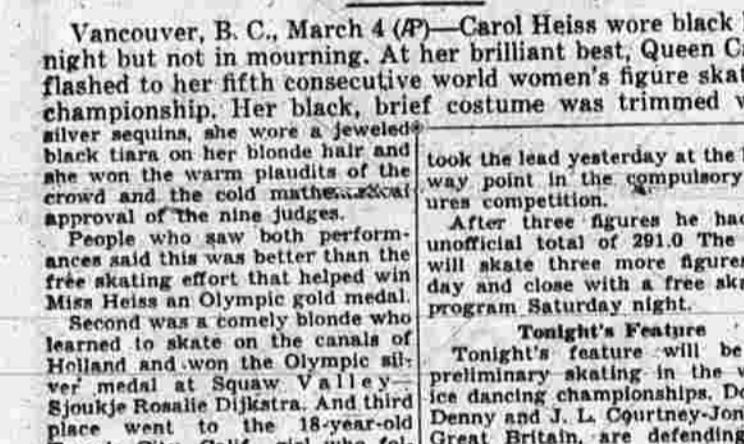 Vancouver, B. C., March 4 (AP)—Carol Heiss wore black
night but not in mourning. At her brilliant best, Queen C
flashed to her fifth consecutive world women's figure skat
championship. Her black, brief costume was trimmed w
silver sequins, she wore a jeweled
black tiara on her blonde hair and
she won the warm plaudits of the
crowd and the cold
approval of the nine judges.
People who saw both perform-
ances said this was better than the
free skating effort that helped win
Miss Heiss an Olympic gold medal.
Second was a comely blonde who
learned to skate on the canals of
Holland and won the Olympic sil-
ver medal at Squaw Valley—
Sjoukje Rosalie Dijkstra. And third
place went to the 18-year-old
took the lead yesterday at the
way point in the compulsory
ures competition.
After three figures he had
unofficial total of 291.0 The
will skate three more figures
day and close with a free ska
program Saturday night.
Tonight's Feature
Tonight's feature will be
preliminary skating in the w
ice dancing championships. Do
Denny and J. L. Courtney-Jon
Great Britain, are defending